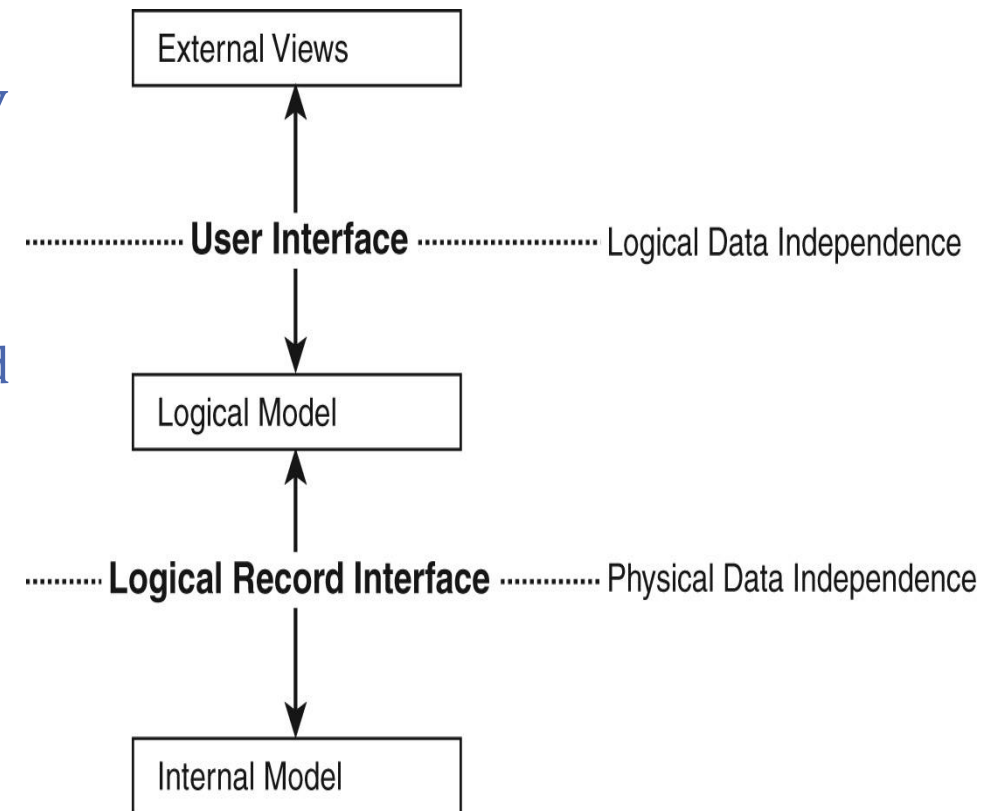 External Views
User Interface
Logical Data Independence
Logical Model
Logical Record Interface
Physical Data Independence
Internal Model